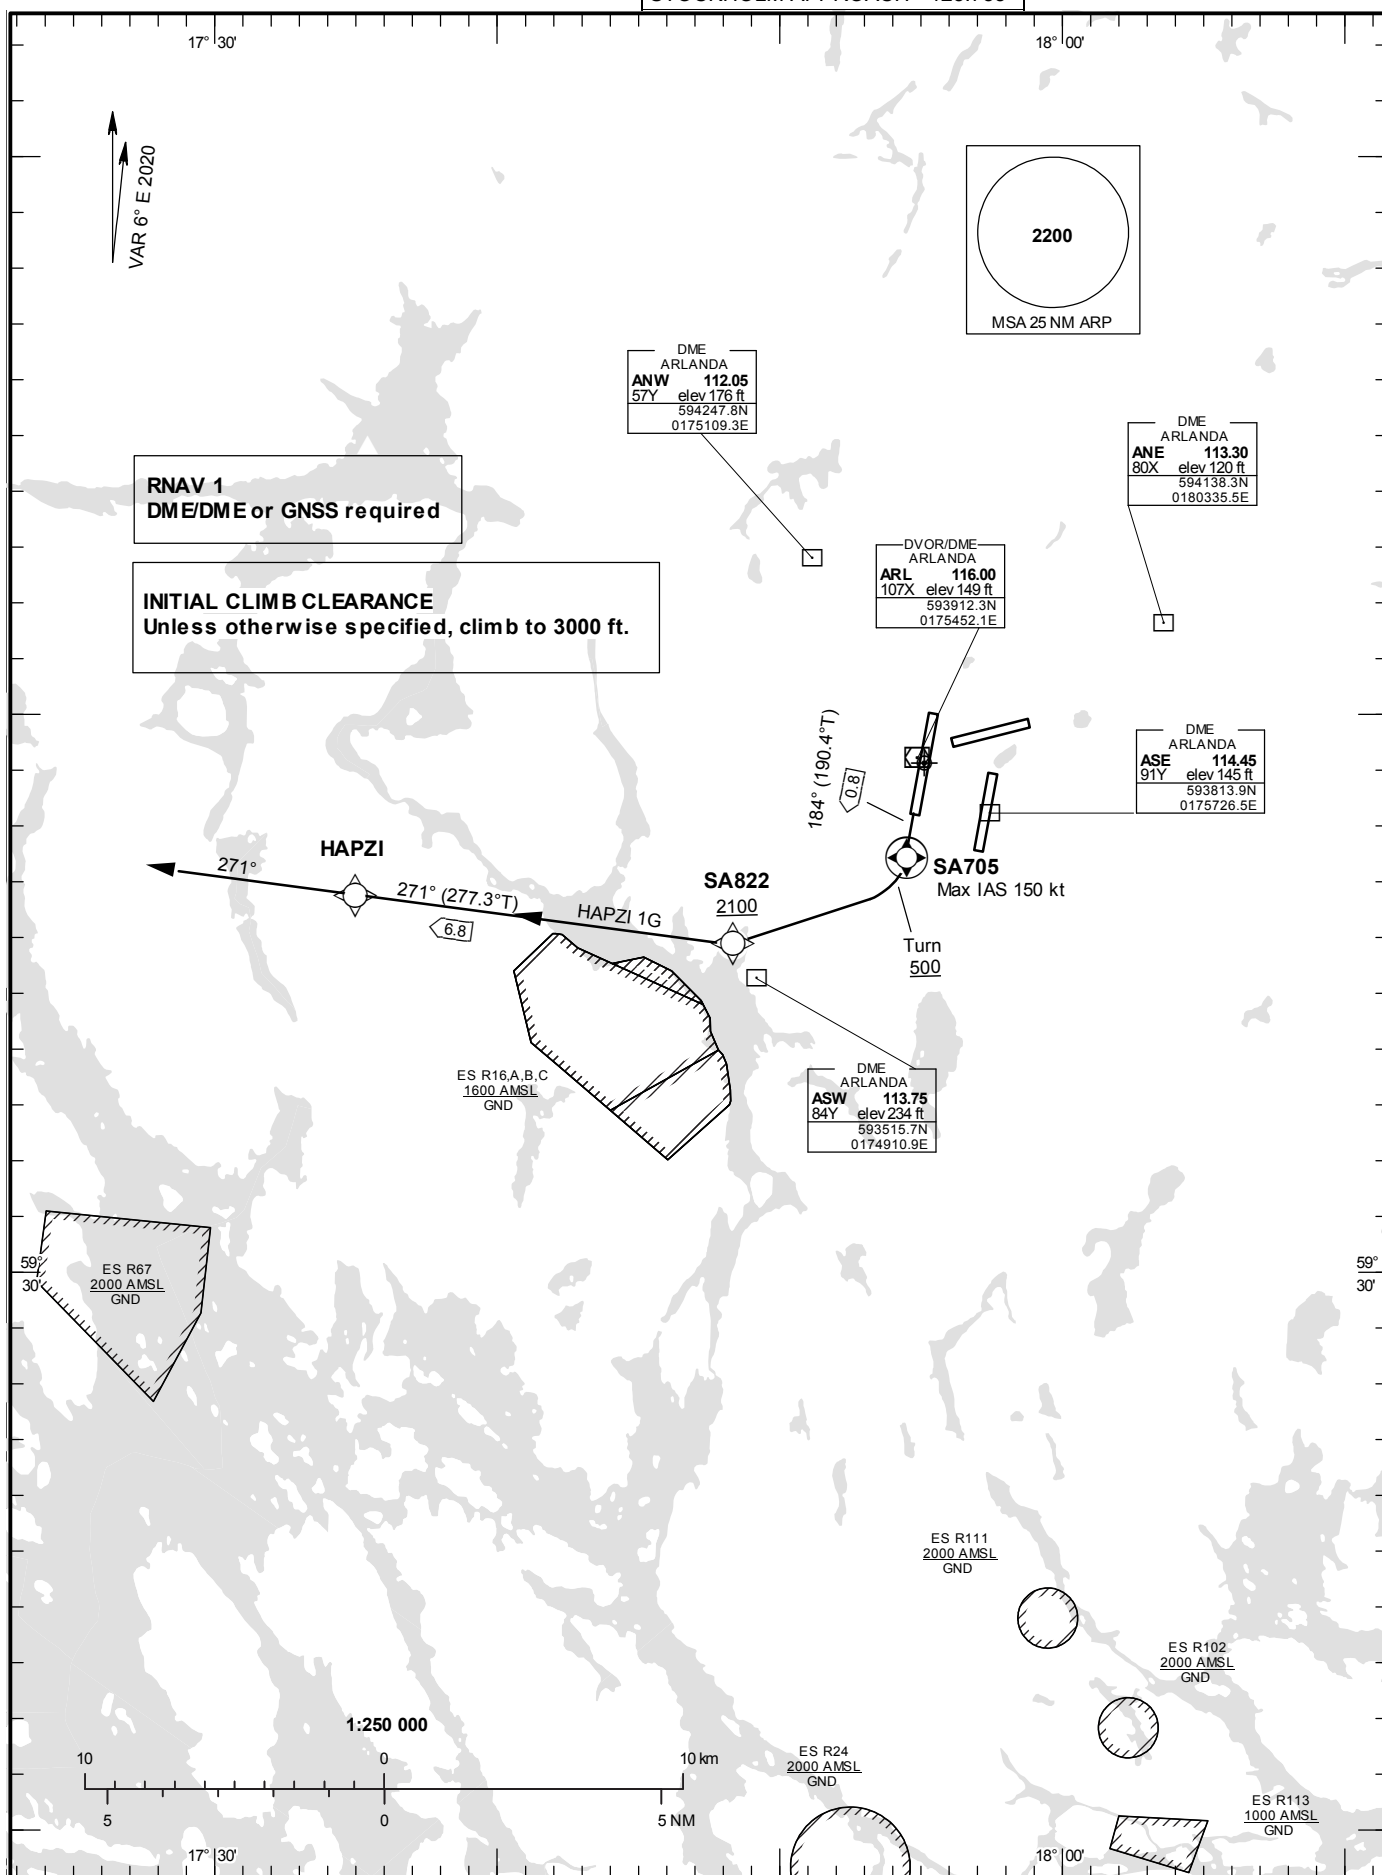 17° 30'
18° 00'
VAR 6° E 2020
2200
MSA 25 NM ARP
DME
ARLANDA
ANW 112.05
57Y elev 176 ft
594247.8N
0175109.3E
DME
ARLANDA
ANE 113.30
80X elev 120 ft
594138.3N
0180335.5E
RNAV 1
DME/DME or GNSS required
INITIAL CLIMB CLEARANCE
Unless otherwise specified, climb to 3000 ft.
DVOR/DME
ARLANDA
ARL 116.00
107X elev 149 ft
593912.3N
0175452.1E
184° (190.4°T)
0.8
DME
ARLANDA
ASE 114.45
91Y elev 145 ft
593813.9N
0175726.5E
HAPZI
271°
271° (277.3°T)
6.8
HAPZI 1G
SA822
2100
SA705
Max IAS 150 kt
Turn
500
ES R16,A,B,C
1600 AMSL
GND
DME
ARLANDA
ASW 113.75
84Y elev 234 ft
593515.7N
0174910.9E
59°
30'
ES R67
2000 AMSL
GND
59°
30'
ES R111
2000 AMSL
GND
ES R102
2000 AMSL
GND
1:250 000
10 0 10 km
5 0 5 NM
ES R24
2000 AMSL
GND
ES R113
1000 AMSL
GND
17° 30'
18° 00'